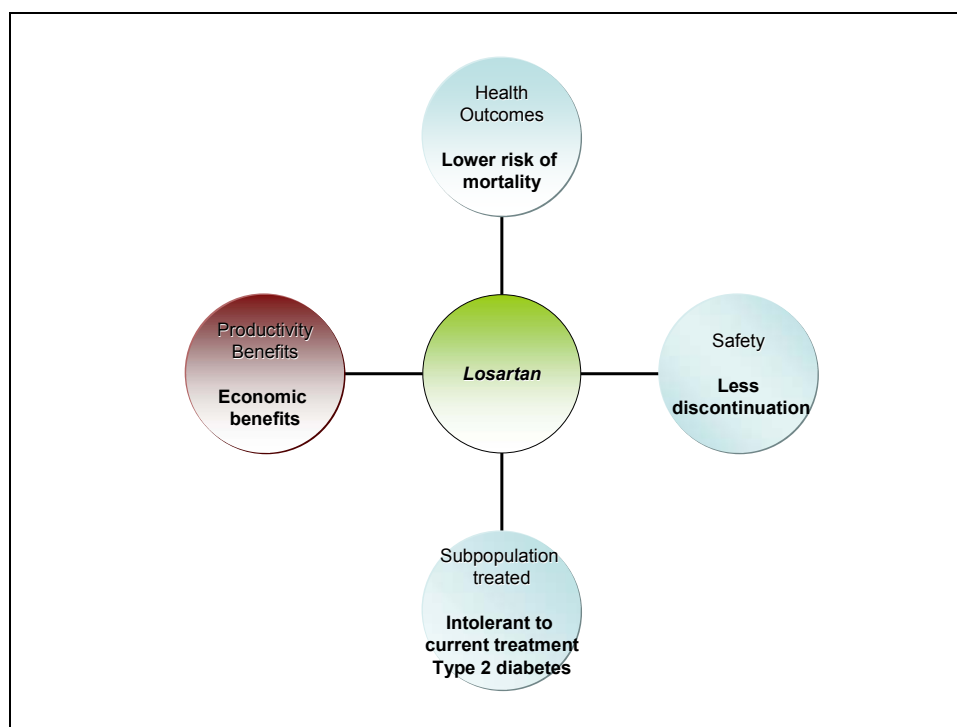 Health
Outcomes
Lower risk of
mortality
Productivity
Benefits
Economic
benefits
Losartan
Safety
Less
discontinuation
Subpopulation
treated
Intolerant to
current treatment
Type 2 diabetes